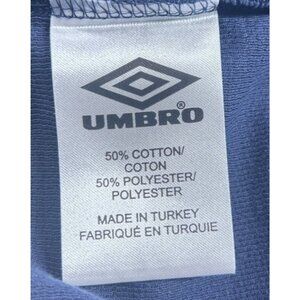 UMBRO®
50% COTTON/
COTON
50% POLYESTER/
POLYESTER
MADE IN TURKEY
FABRIQUÉ EN TURQUIE